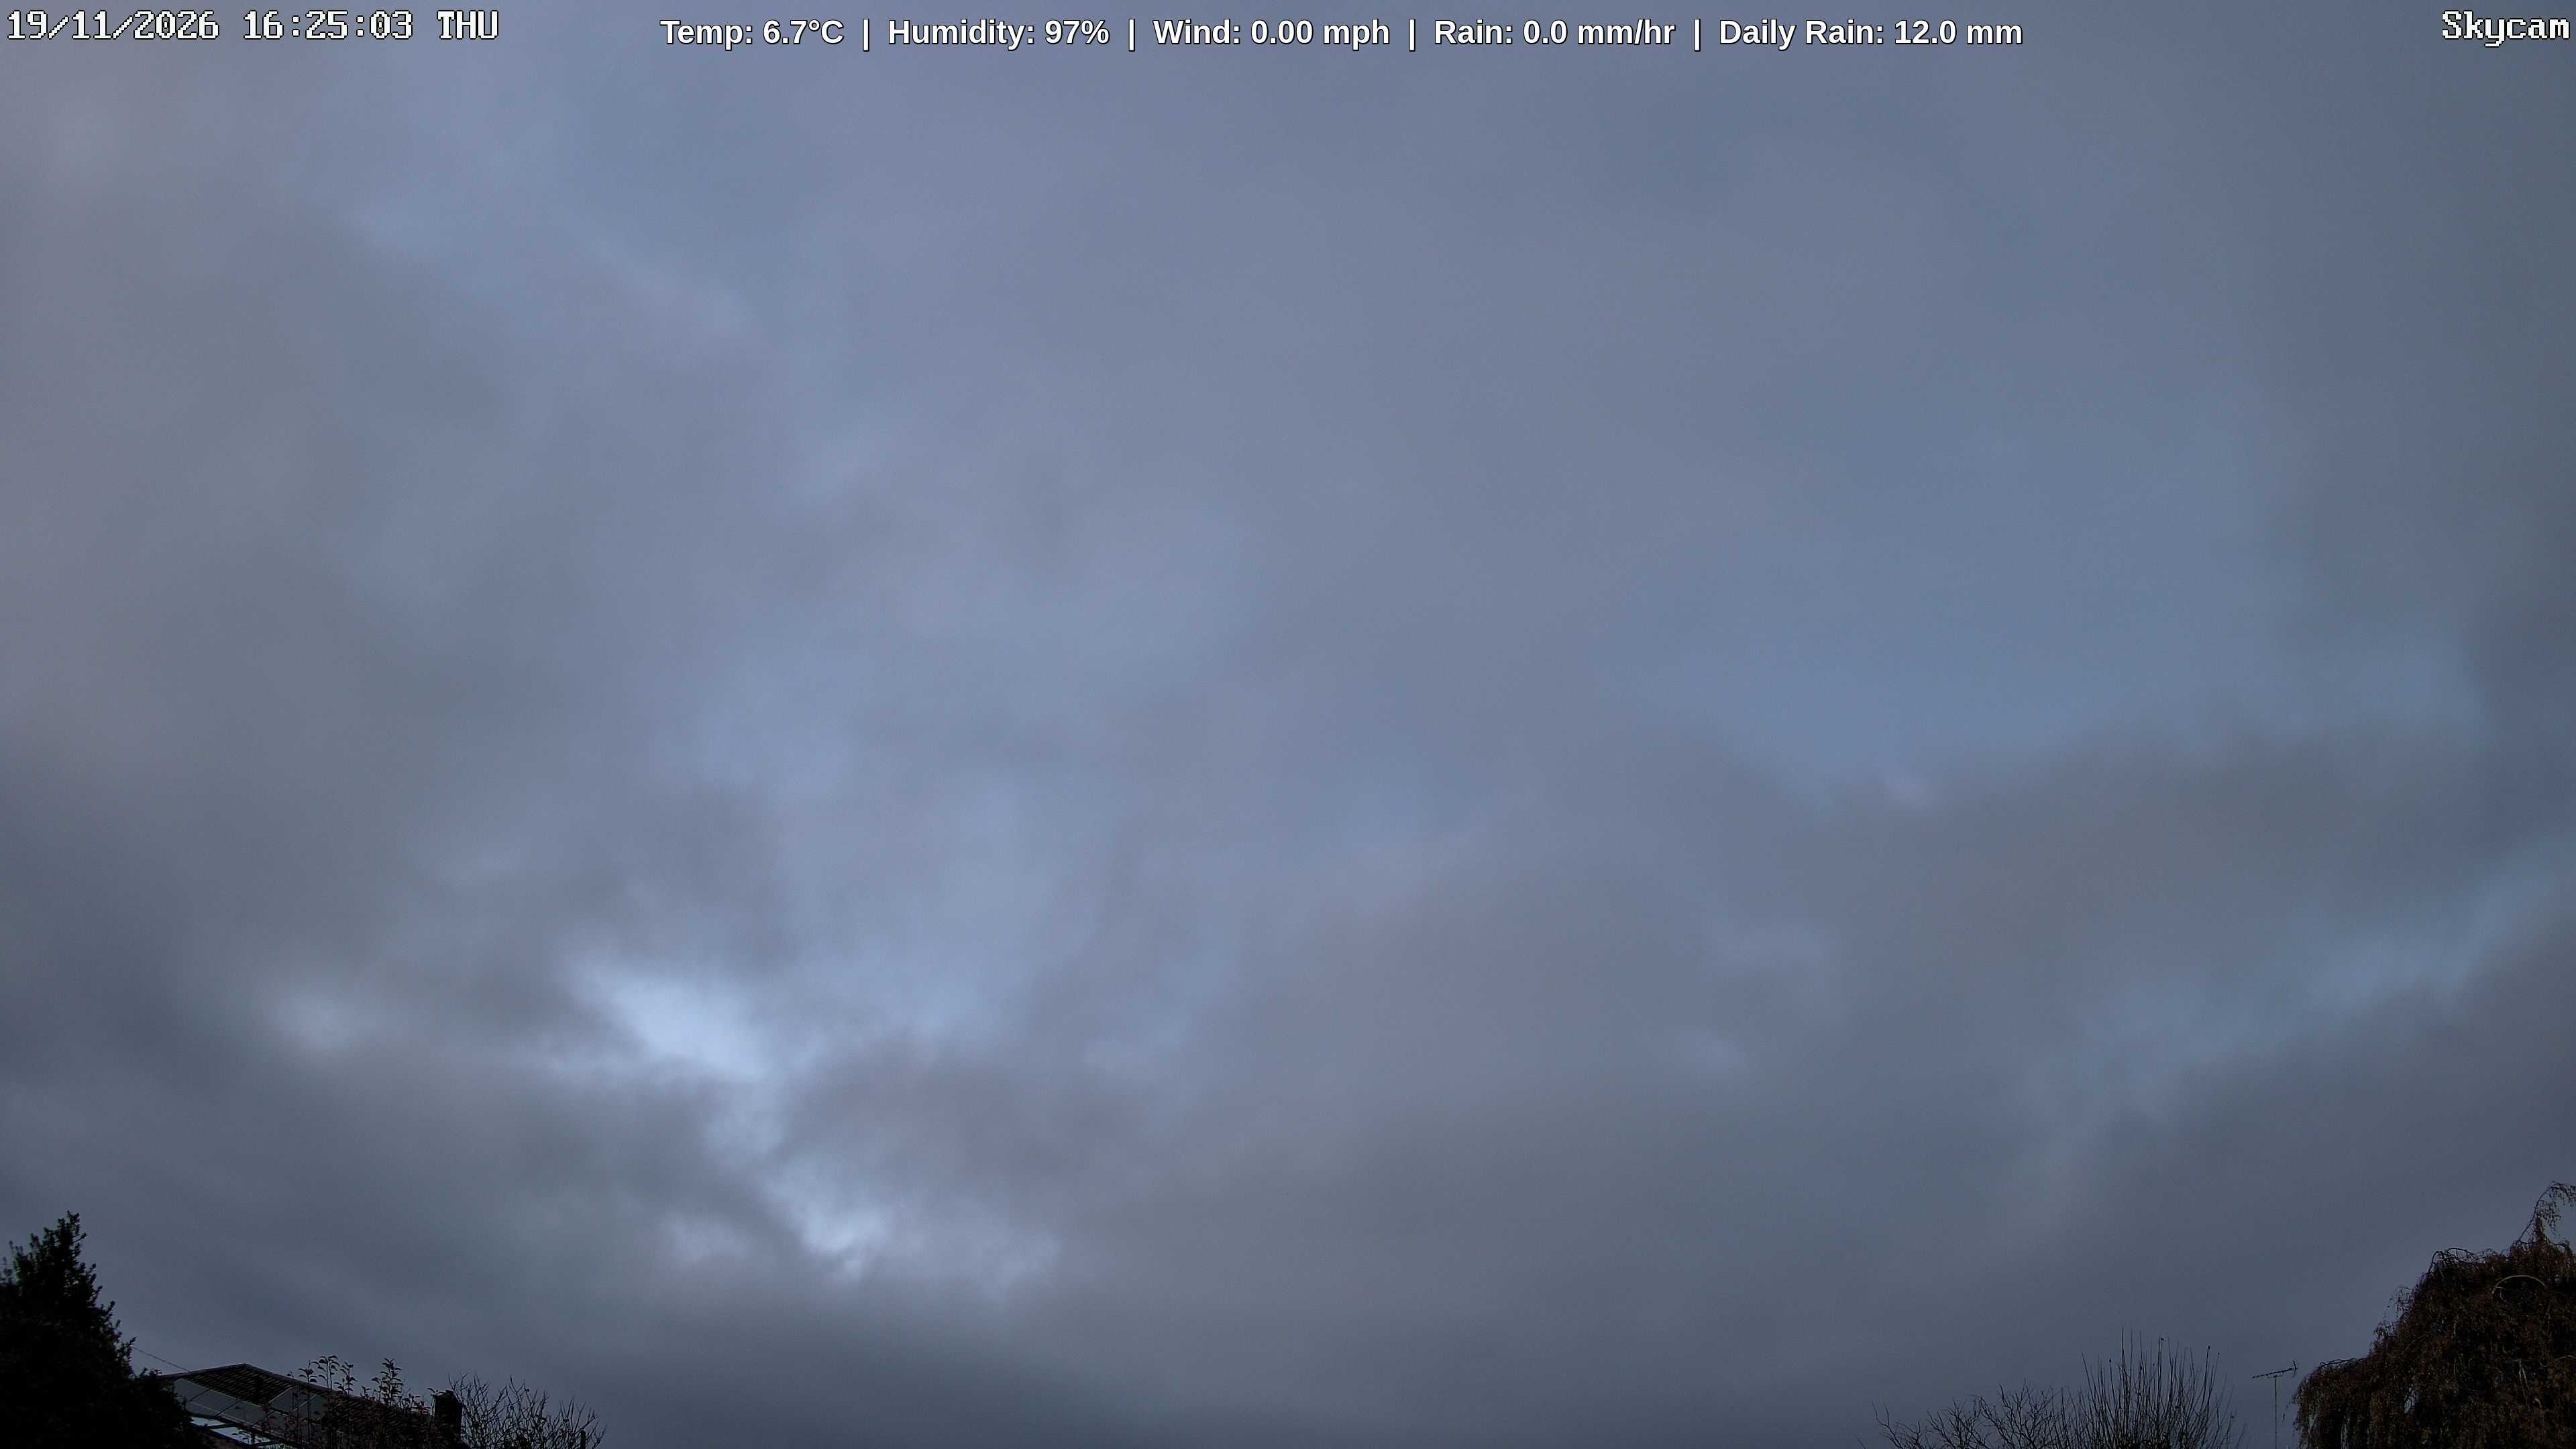 19/11/2026 16:25:03 THU
Temp: 6.7°C | Humidity: 97% | Wind: 0.00 mph | Rain: 0.0 mm/hr | Daily Rain: 12.0 mm
Skycam